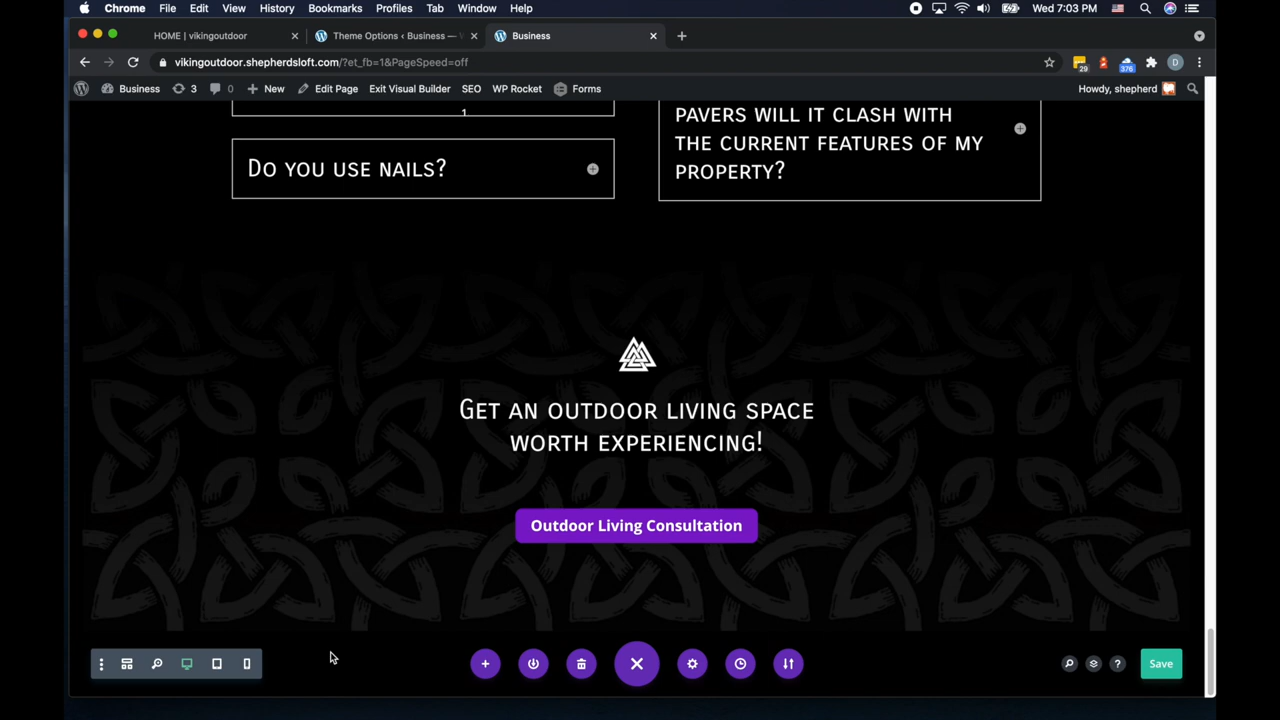 Chrome File Edit View History Bookmarks Profiles Tab Window Help Wed 7:03 PM
HOME | vikingoutdoor Theme Options ‹ Business — Business
vikingoutdoor.shepherdsloft.com/?et_fb=1&PageSpeed=off 29 376 D
Business 3 0 New Edit Page Exit Visual Builder SEO WP Rocket Forms Howdy, shepherd
1
Do you use nails?
PAVERS WILL IT CLASH WITH
THE CURRENT FEATURES OF MY
PROPERTY?
Get an outdoor living space
worth experiencing!
Outdoor Living Consultation
? Save